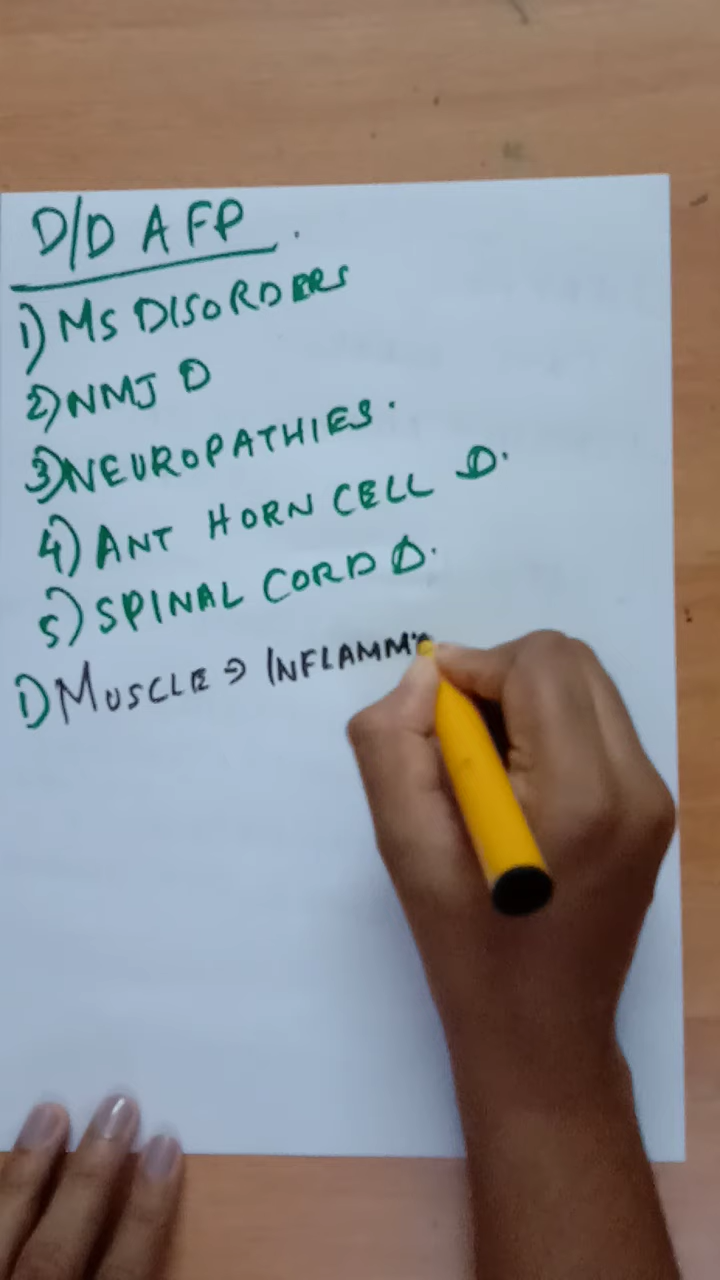 D/D AFP.
1) MS DISORDERS
2) NMJ D
3) NEUROPATHIES.
4) ANT HORN CELL D.
5) SPINAL CORD D.
1) MUSCLE → INFLAMM